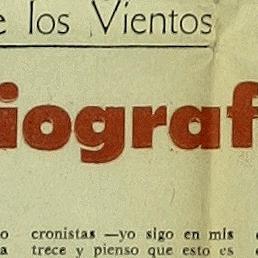 e los Vientos
iograf
o cronistas —yo sigo en mis
a trece y pienso que esto es